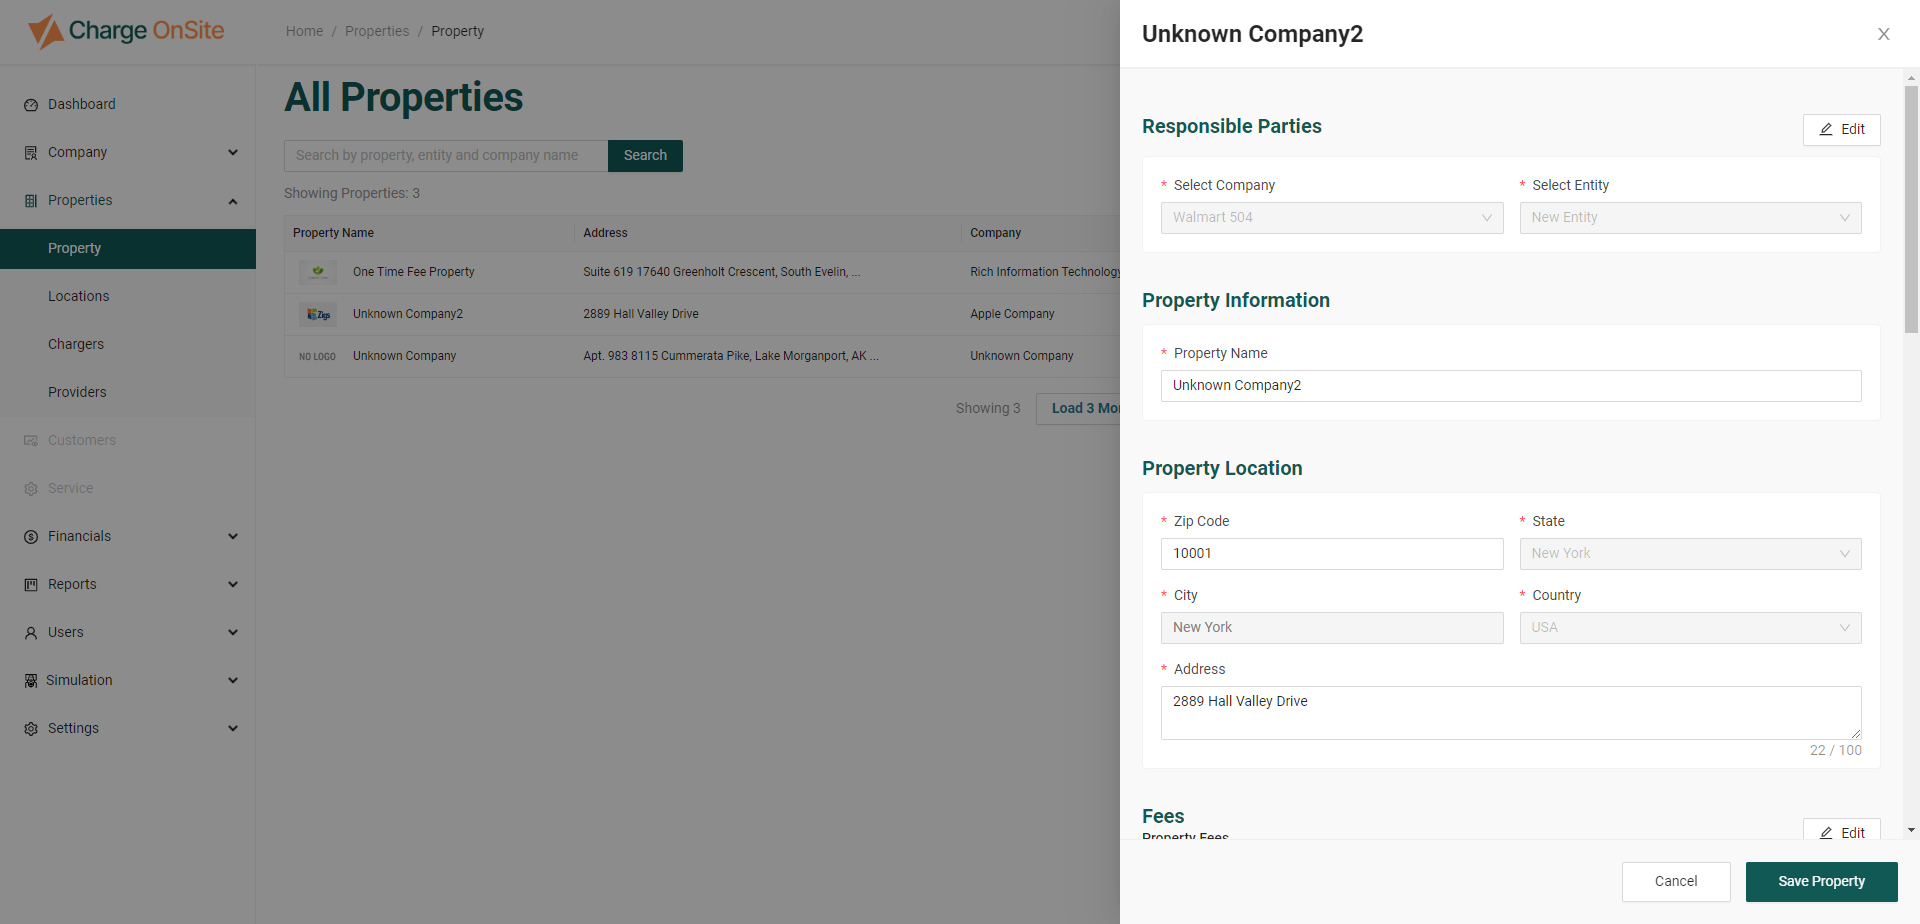 Charge OnSite
Home / Properties / Property
Dashboard
Company
Properties
Property
Locations
Chargers
Providers
Customers
Service
Financials
Reports
Users
Simulation
Settings
All Properties
Search by property, entity and company name
Search
Showing Properties: 3
Property Name Address Company
One Time Fee Property Suite 619 17640 Greenholt Crescent, South Evelin, ... Rich Information Technology
Zigs Unknown Company2 2889 Hall Valley Drive Apple Company
NO LOGO Unknown Company Apt. 983 8115 Cummerata Pike, Lake Morganport, AK ... Unknown Company
Showing 3 Load 3 Mor
Unknown Company2
Responsible Parties
Edit
* Select Company * Select Entity
Walmart 504 New Entity
Property Information
* Property Name
Unknown Company2
Property Location
* Zip Code * State
10001 New York
* City * Country
New York USA
* Address
2889 Hall Valley Drive
22 / 100
Fees
Property Fees
Edit
Cancel Save Property